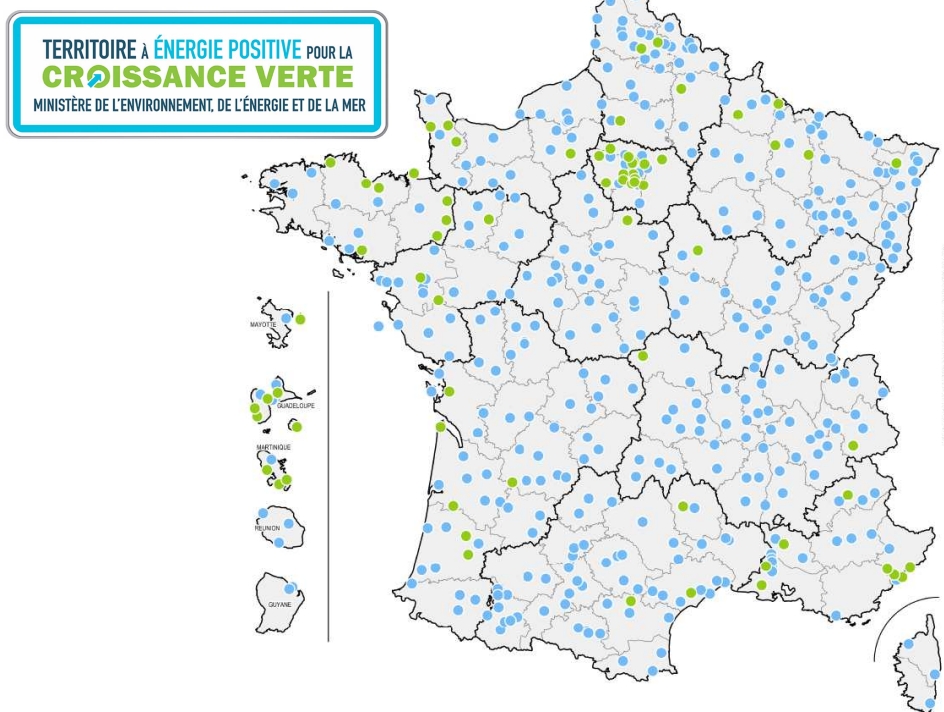 TERRITOIRE À ÉNERGIE POSITIVE POUR LA
CROISSANCE VERTE
MINISTÈRE DE L'ENVIRONNEMENT, DE L'ÉNERGIE ET DE LA MER
MAYOTTE
GUADELOUPE
MARTINIQUE
REUNION
GUYANE